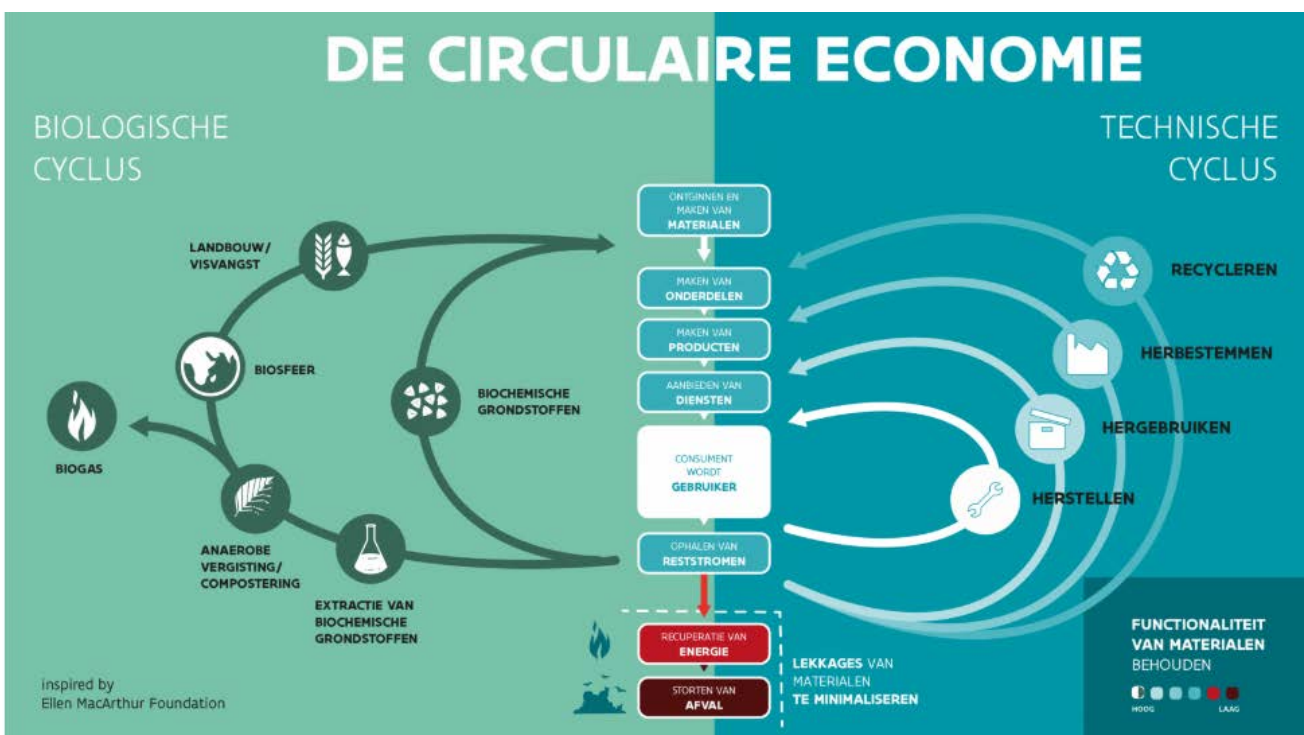 DE CIRCULAIRE ECONOMIE
BIOLOGISCHE
CYCLUS
TECHNISCHE
CYCLUS
LANDBOUW/
VISVANGST
BIOSFEER
BIOGAS
ANAEROBE
VERGISTING/
COMPOSTERING
EXTRACTIE VAN
BIOCHEMISCHE
GRONDSTOFFEN
BIOCHEMISCHE
GRONDSTOFFEN
ONTGINNEN EN
MAKEN VAN
MATERIALEN
MAKEN VAN
ONDERDELEN
MAKEN VAN
PRODUCTEN
AANBIEDEN VAN
DIENSTEN
CONSUMENT
WORDT
GEBRUIKER
OPHALEN VAN
RESTSTROMEN
RECUPERATIE VAN
ENERGIE
STORTEN VAN
AFVAL
RECYCLEREN
HERBESTEMMEN
HERGEBRUIKEN
HERSTELLEN
LEKKAGES VAN
MATERIALEN
TE MINIMALISEREN
FUNCTIONALITEIT
VAN MATERIALEN
BEHOUDEN
HOOG LAAG
inspired by
Ellen MacArthur Foundation